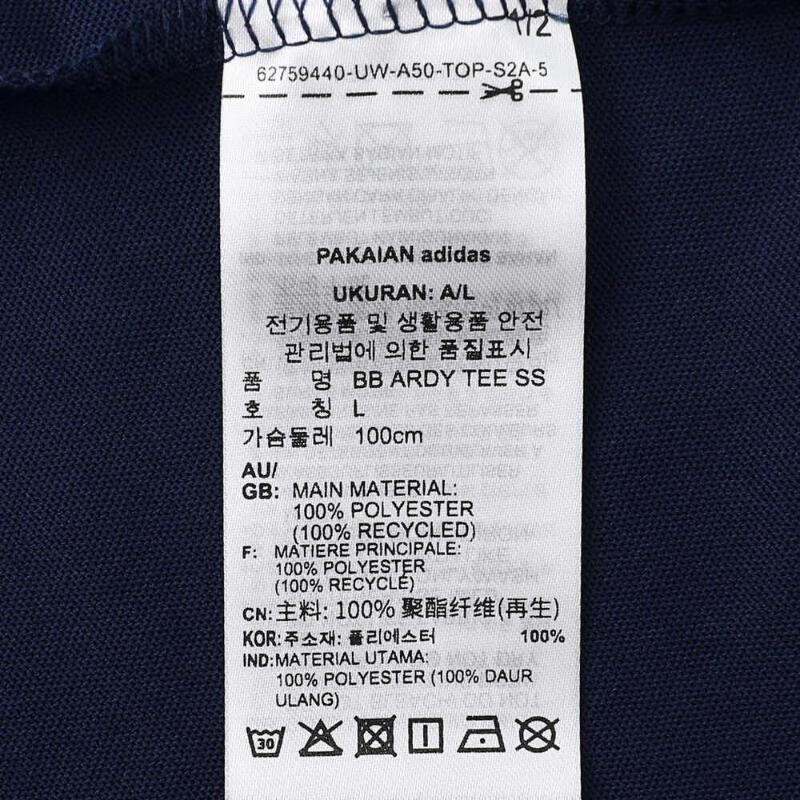 1/2
62759440-UW-A50-TOP-S2A-5
PAKAIAN adidas
UKURAN: A/L
전기용품 및 생활용품 안전
관리법에 의한 품질표시
품 명 BB ARDY TEE SS
호 칭 L
가슴둘레 100cm
AU/
GB: MAIN MATERIAL:
100% POLYESTER
(100% RECYCLED)
F: MATIERE PRINCIPALE:
100% POLYESTER
(100% RECYCLÉ)
CN: 主料: 100% 聚酯纤维(再生)
KOR: 주소재: 폴리에스터 100%
IND: MATERIAL UTAMA:
100% POLYESTER (100% DAUR
ULANG)
30